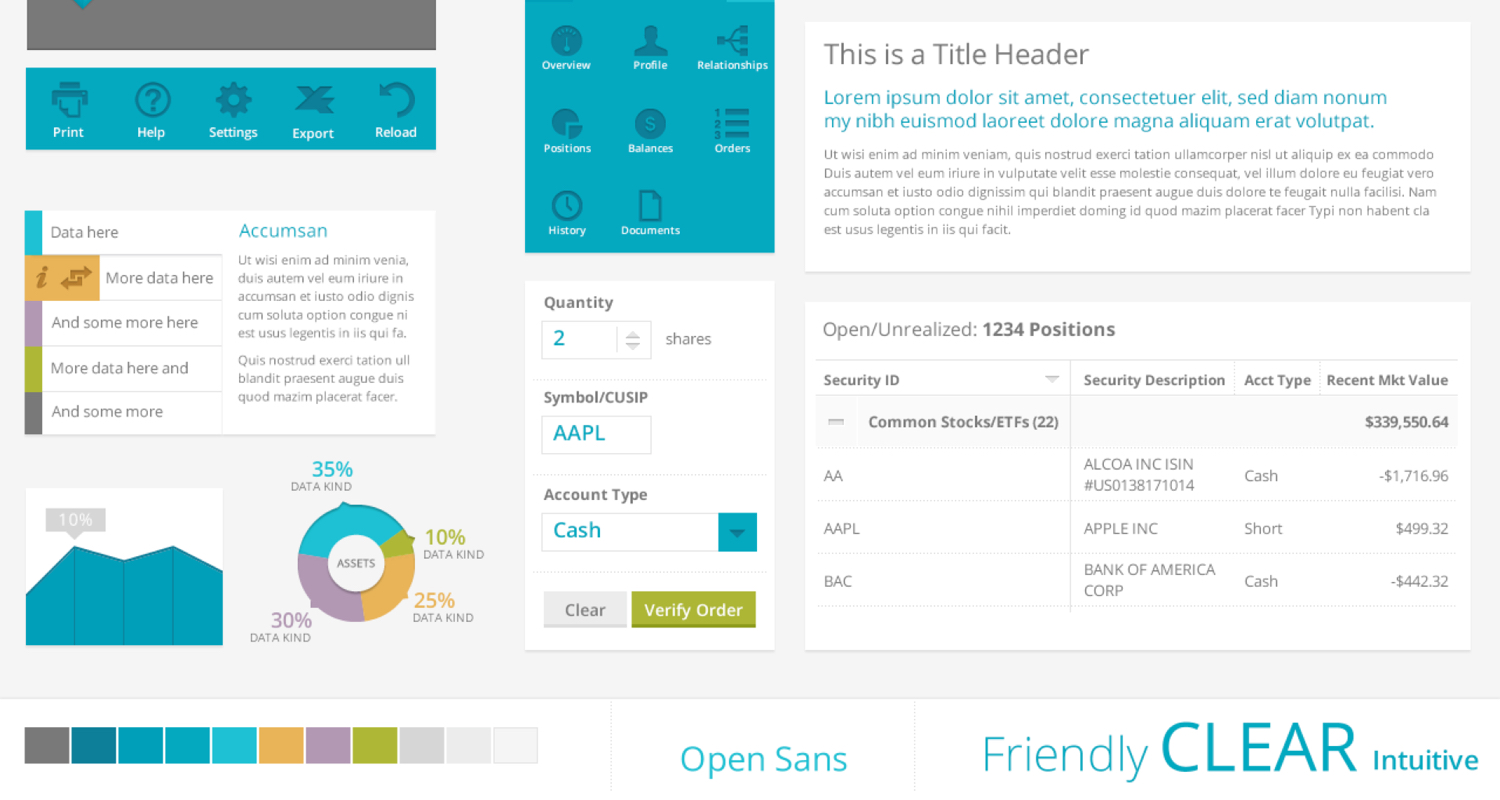 Print
Help
Settings
Export
Reload
Data here
More data here
And some more here
More data here and
And some more
Accumsan
Ut wisi enim ad minim venia,
duis autem vel eum iriure in
accumsan et iusto odio dignis
cum soluta option congue ni
est usus legentis in iis qui fa.
Quis nostrud exerci tation ull
blandit praesent augue duis
quod mazim placerat facer.
10%
35%
DATA KIND
10%
DATA KIND
ASSETS
25%
DATA KIND
30%
DATA KIND
Overview
Profile
Relationships
Positions
Balances
Orders
History
Documents
Quantity
2
shares
Symbol/CUSIP
AAPL
Account Type
Cash
Clear
Verify Order
This is a Title Header
Lorem ipsum dolor sit amet, consectetuer elit, sed diam nonum
my nibh euismod laoreet dolore magna aliquam erat volutpat.
Ut wisi enim ad minim veniam, quis nostrud exerci tation ullamcorper nisl ut aliquip ex ea commodo
Duis autem vel eum iriure in vulputate velit esse molestie consequat, vel illum dolore eu feugiat vero
accumsan et iusto odio dignissim qui blandit praesent augue duis dolore te feugait nulla facilisi. Nam
cum soluta option congue nihil imperdiet doming id quod mazim placerat facer Typi non habent cla
est usus legentis in iis qui facit.
Open/Unrealized: 1234 Positions
Security ID Security Description Acct Type Recent Mkt Value
Common Stocks/ETFs (22) $339,550.64
AA ALCOA INC ISIN Cash -$1,716.96
#US0138171014
AAPL APPLE INC Short $499.32
BAC BANK OF AMERICA Cash -$442.32
CORP
Open Sans
Friendly CLEAR Intuitive